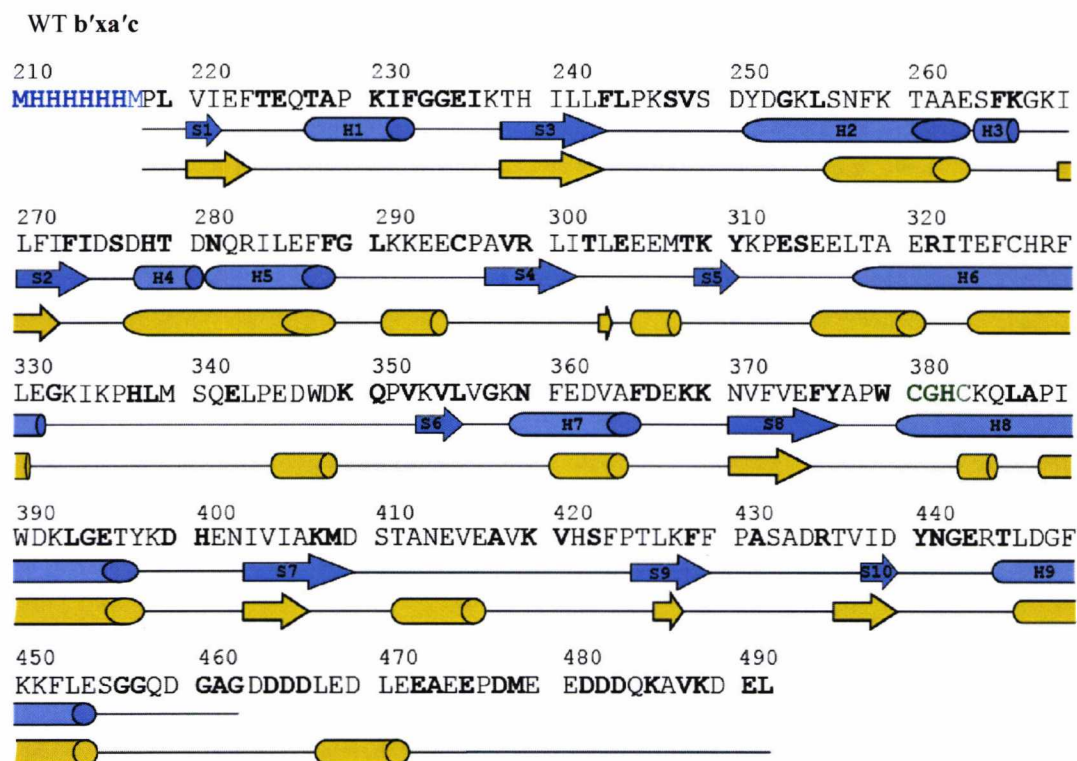 WT b′xa′c
210 220 230 240 250 260
MHHHHHHMPL VIEFTEQTAP KIFGGEIKTH ILLFLPKSVS DYDGKLSNFK TAAESFKGKI
S1 H1 S3 H2 H3
270 280 290 300 310 320
LFIFIDSDHT DNQRILEFFG LKKEECPAVR LITLEEEMTK YKPESEELTA ERITEFCHRF
S2 H4 H5 S4 S5 H6
330 340 350 360 370 380
LEGKIKPHLM SQELPEDWDK QPVKVLVGKN FEDVAFDEKK NVFVEFYAPW CGHCKQLAPI
S6 H7 S8 H8
390 400 410 420 430 440
WDKLGETYKD HENIVIAKMD STANEVEAVK VHSFPTLKFF PASADRTVID YNGERTLDGF
S7 S9 S10 H9
450 460 470 480 490
KKFLESGGQD GAGDDDDLED LEEAEEPDME EDDDQKAVKD EL